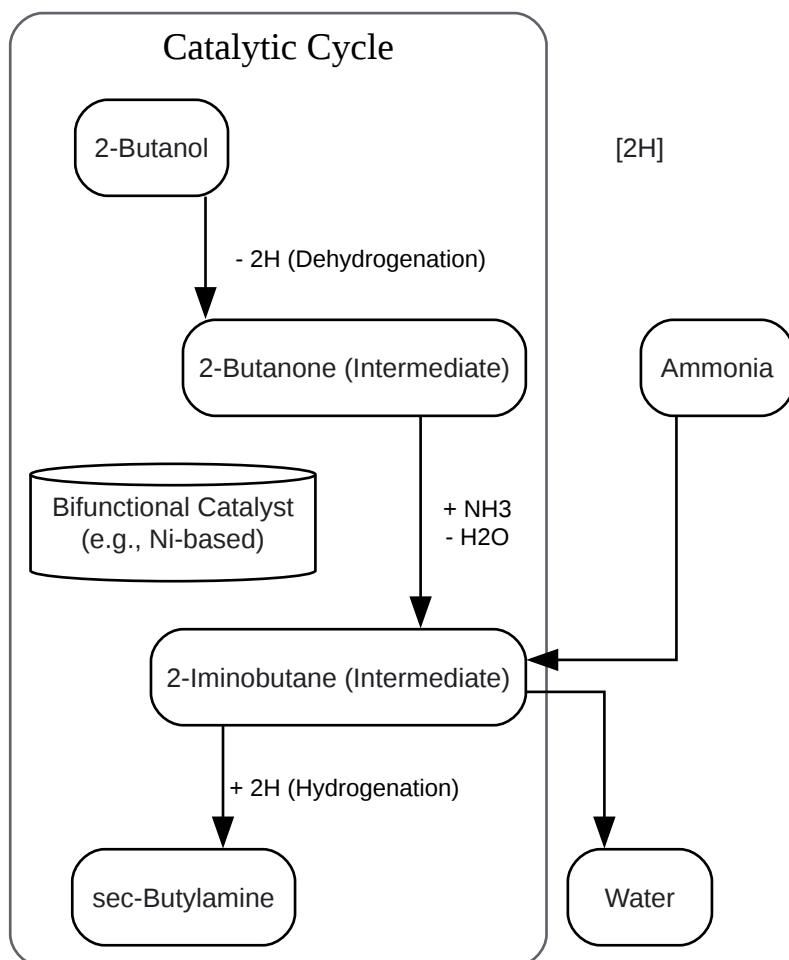 Catalytic Cycle
2-Butanol
[2H]
- 2H (Dehydrogenation)
2-Butanone (Intermediate)
Ammonia
Bifunctional Catalyst
(e.g., Ni-based)
+ NH3
- H2O
2-Iminobutane (Intermediate)
+ 2H (Hydrogenation)
sec-Butylamine
Water